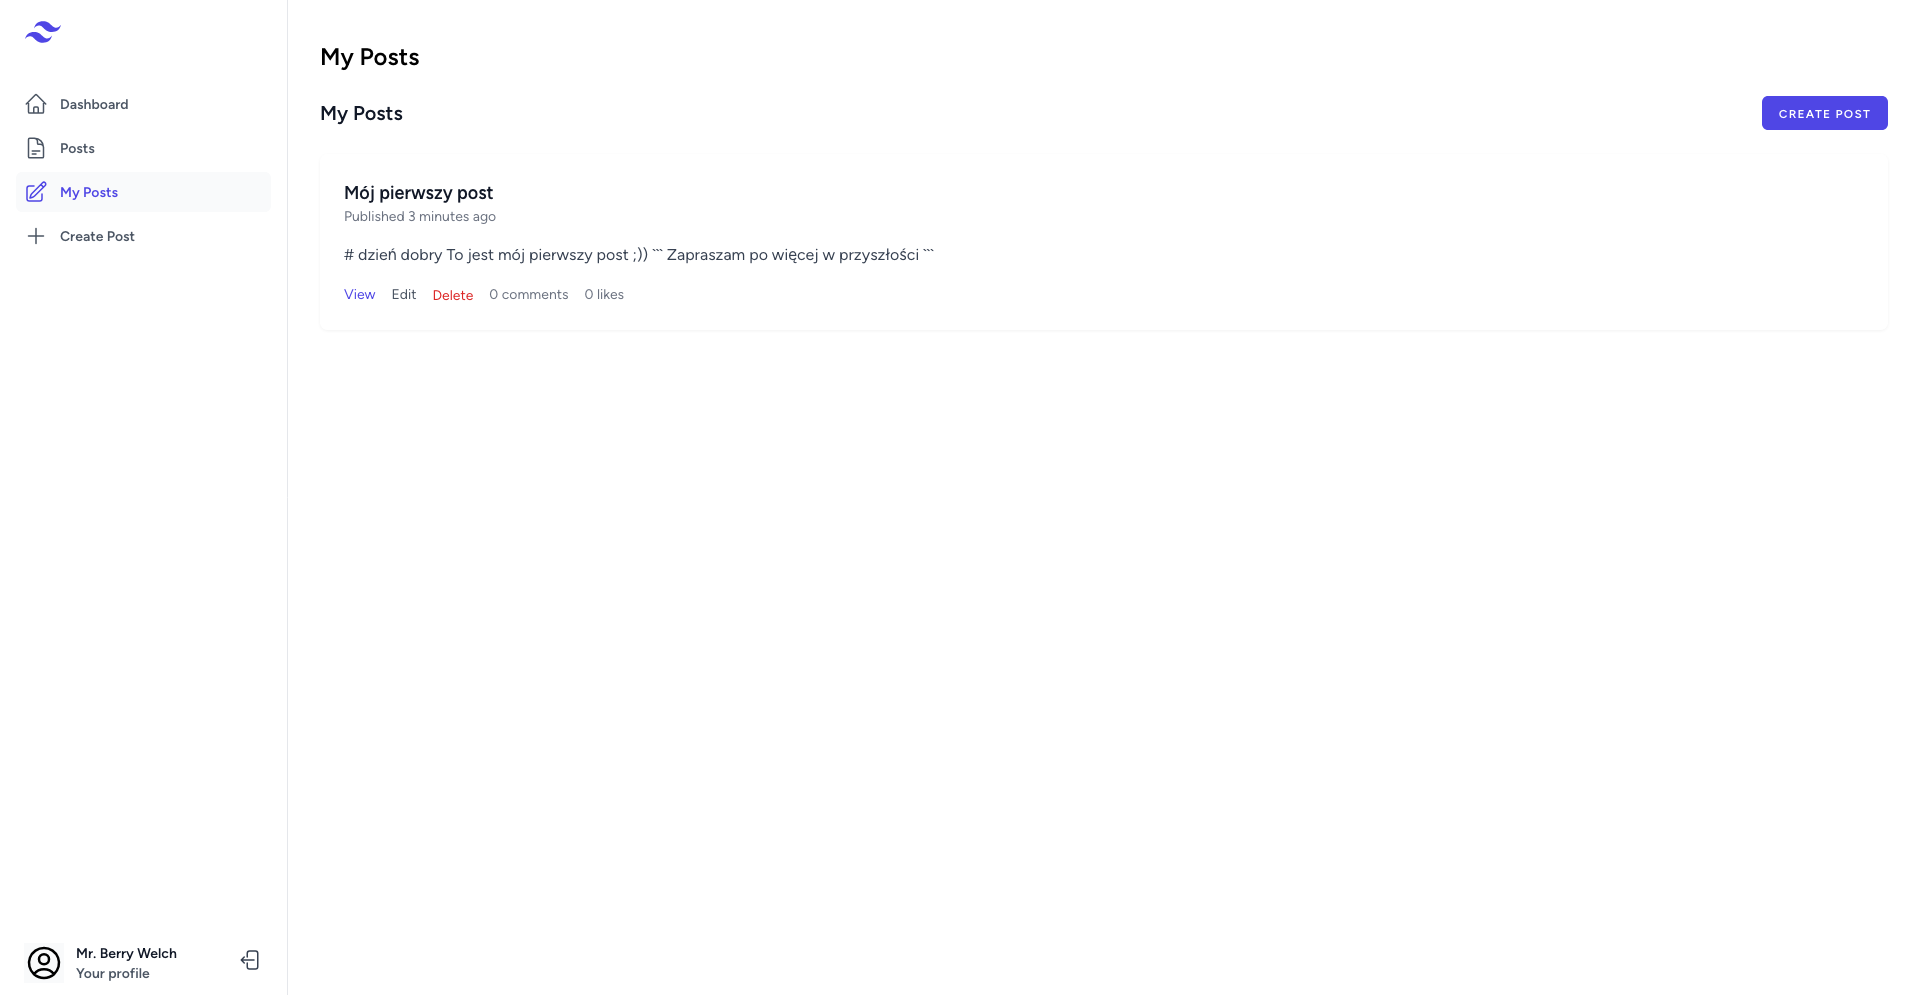 Dashboard
Posts
My Posts
Create Post
Mr. Berry Welch
Your profile
My Posts
My Posts
CREATE POST
Mój pierwszy post
Published 3 minutes ago
# dzień dobry To jest mój pierwszy post ;)) ``` Zapraszam po więcej w przyszłości ```
View Edit Delete 0 comments 0 likes